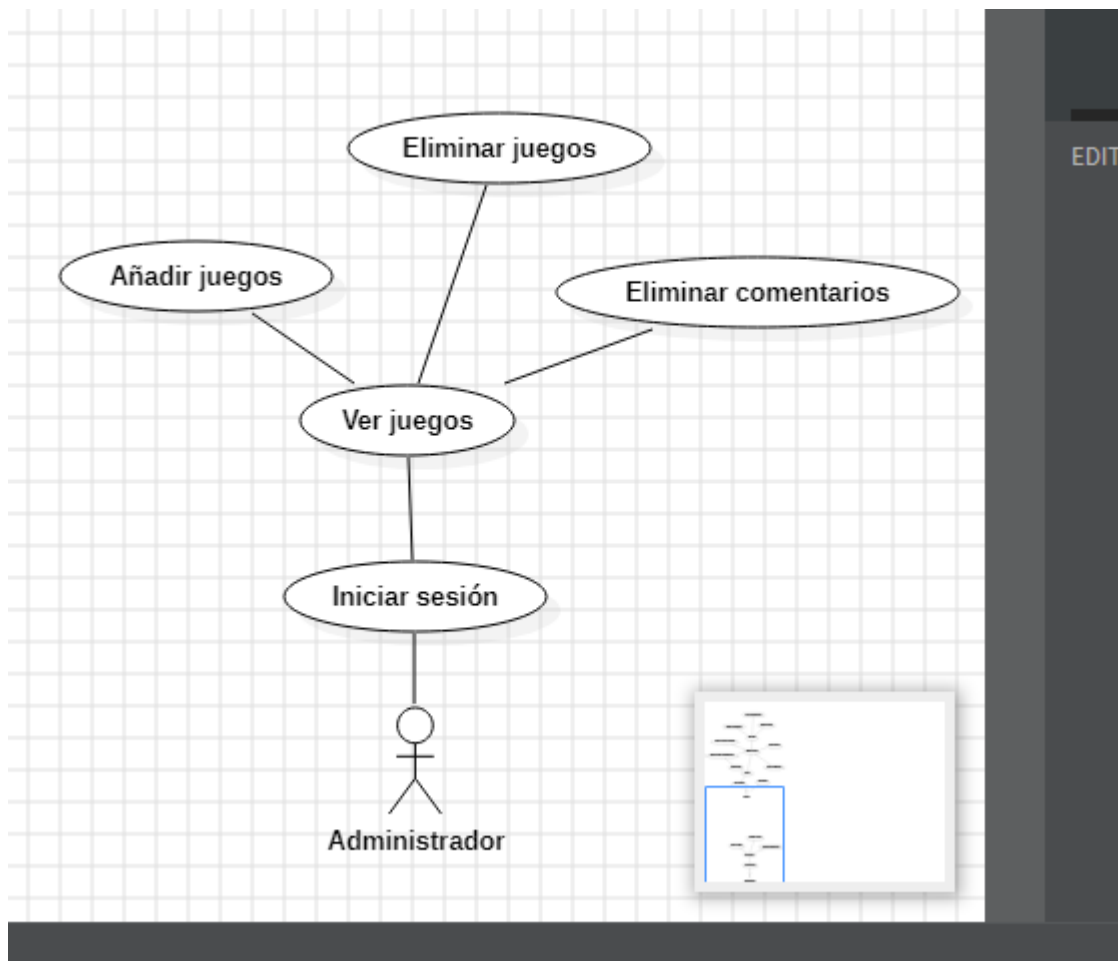 Eliminar juegos
Añadir juegos
Eliminar comentarios
Ver juegos
Iniciar sesión
Administrador
EDIT